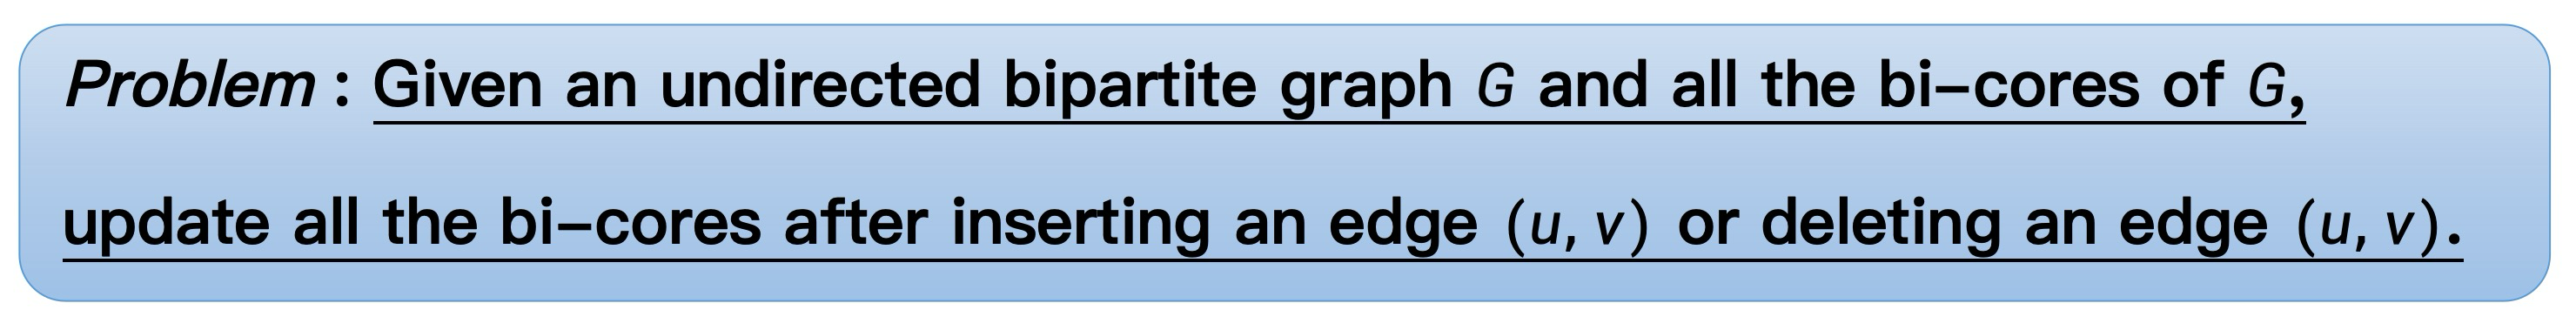 Problem : Given an undirected bipartite graph G and all the bi–cores of G,
update all the bi–cores after inserting an edge (u, v) or deleting an edge (u, v).